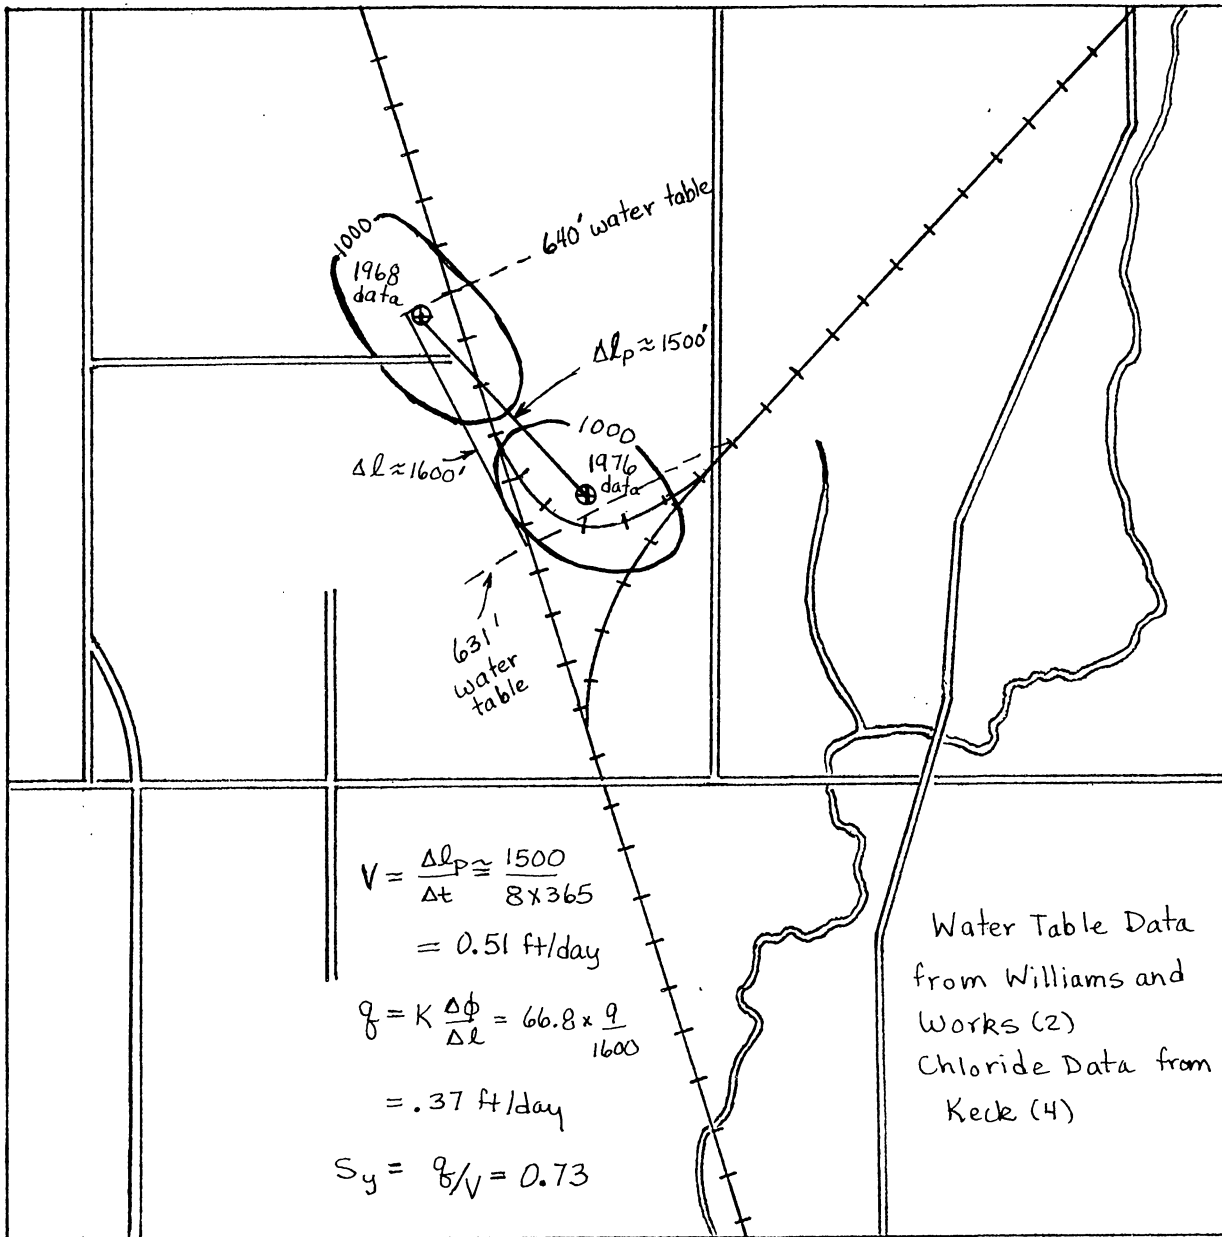 1000
1968
data
640' water table
Δlp ≈ 1500'
1000
1976
data
Δl ≈ 1600'
631'
water
table
V = Δlp/Δt ≅ 1500/8x365
= 0.51 ft/day
q = K Δϕ/Δl = 66.8 x 9/1600
= .37 ft/day
Sy = q/V = 0.73
Water Table Data
from Williams and
Works (2)
Chloride Data from
Keck (4)